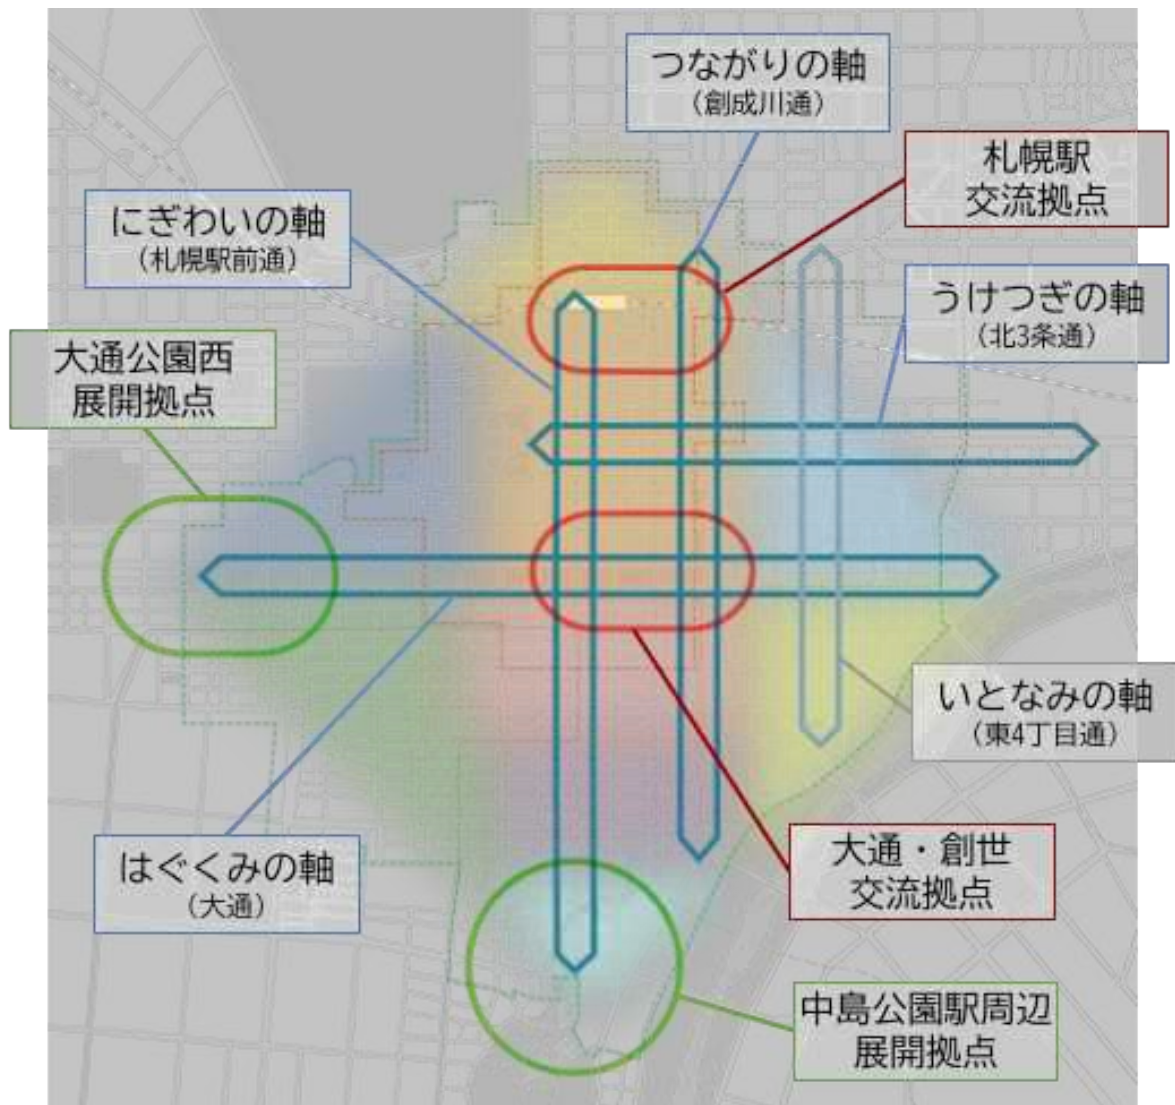 つながりの軸
（創成川通）
札幌駅
交流拠点
にぎわいの軸
（札幌駅前通）
うけつぎの軸
（北3条通）
大通公園西
展開拠点
いとなみの軸
（東4丁目通）
はぐくみの軸
（大通）
大通・創世
交流拠点
中島公園駅周辺
展開拠点